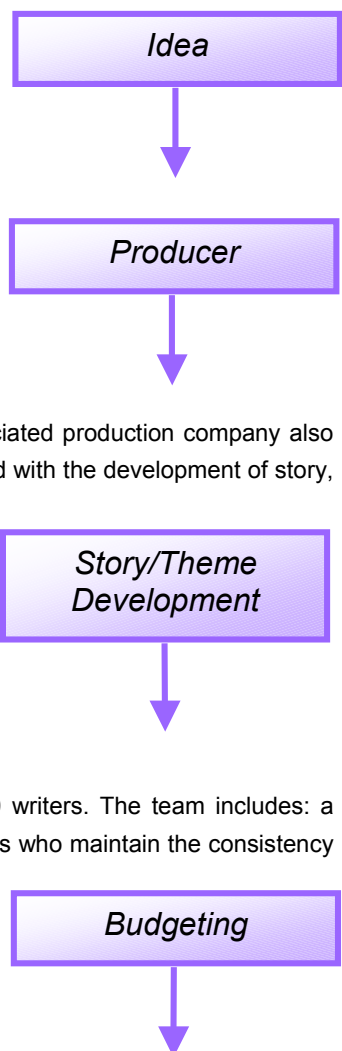 Idea
Producer
ciated production company also
d with the development of story,
Story/Theme
Development
writers. The team includes: a
s who maintain the consistency
Budgeting